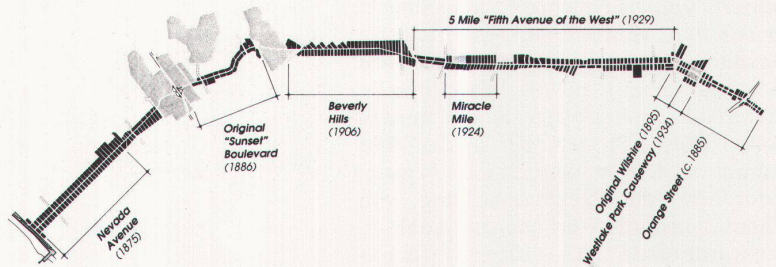 5 Mile “Fifth Avenue of the West” (1929)
Nevada
Avenue
(1875)
Original
“Sunset”
Boulevard
(1886)
Beverly
Hills
(1906)
Miracle
Mile
(1924)
Original Wilshire (1895)
Westlake Park Causeway (1934)
Orange Street (c. 1885)